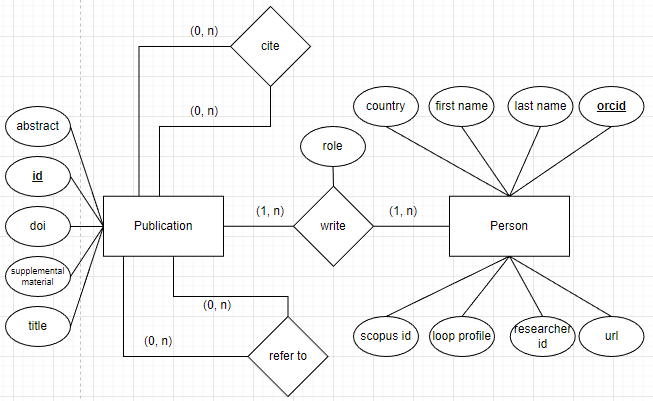 (0, n)
cite
(0, n)
country
first name
last name
orcid
abstract
role
id
(1, n)
(1, n)
doi
Publication
write
Person
supplemental
material
(0, n)
title
(0, n)
refer to
scopus id
loop profile
researcher
id
url